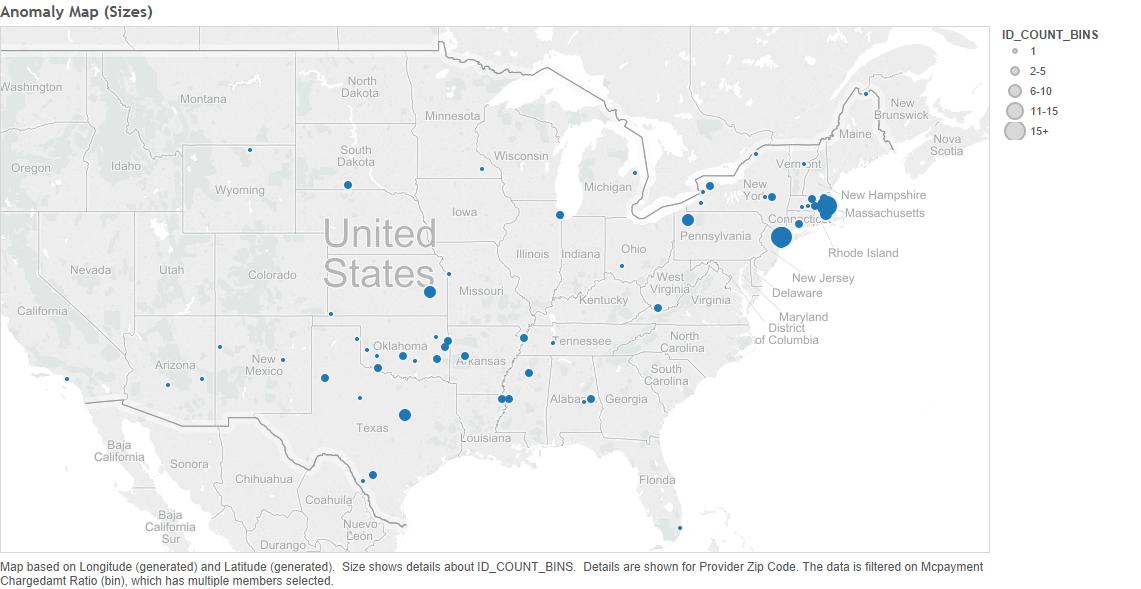 Anomaly Map (Sizes)
ID_COUNT_BINS
1
2-5
6-10
11-15
15+
Washington
Montana
North
Dakota
Minnesota
Maine
New
Brunswick
Nova
Scotia
Oregon
Idaho
Wyoming
South
Dakota
Wisconsin
Michigan
New
York
Vermont
New Hampshire
Massachusetts
Connecticut
Rhode Island
Iowa
United
States
Nevada
Utah
Colorado
Illinois
Indiana
Ohio
Pennsylvania
New Jersey
Delaware
Maryland
District
of Columbia
California
Missouri
Kentucky
West
Virginia
Virginia
Arizona
New
Mexico
Oklahoma
Arkansas
Tennessee
North
Carolina
South
Carolina
Texas
Louisiana
Alabama
Georgia
Florida
Baja
California
Sonora
Chihuahua
Coahuila
Baja
California
Sur
Nuevo
León
Durango
Map based on Longitude (generated) and Latitude (generated).  Size shows details about ID_COUNT_BINS.  Details are shown for Provider Zip Code. The data is filtered on Mcpayment
Chargedamt Ratio (bin), which has multiple members selected.